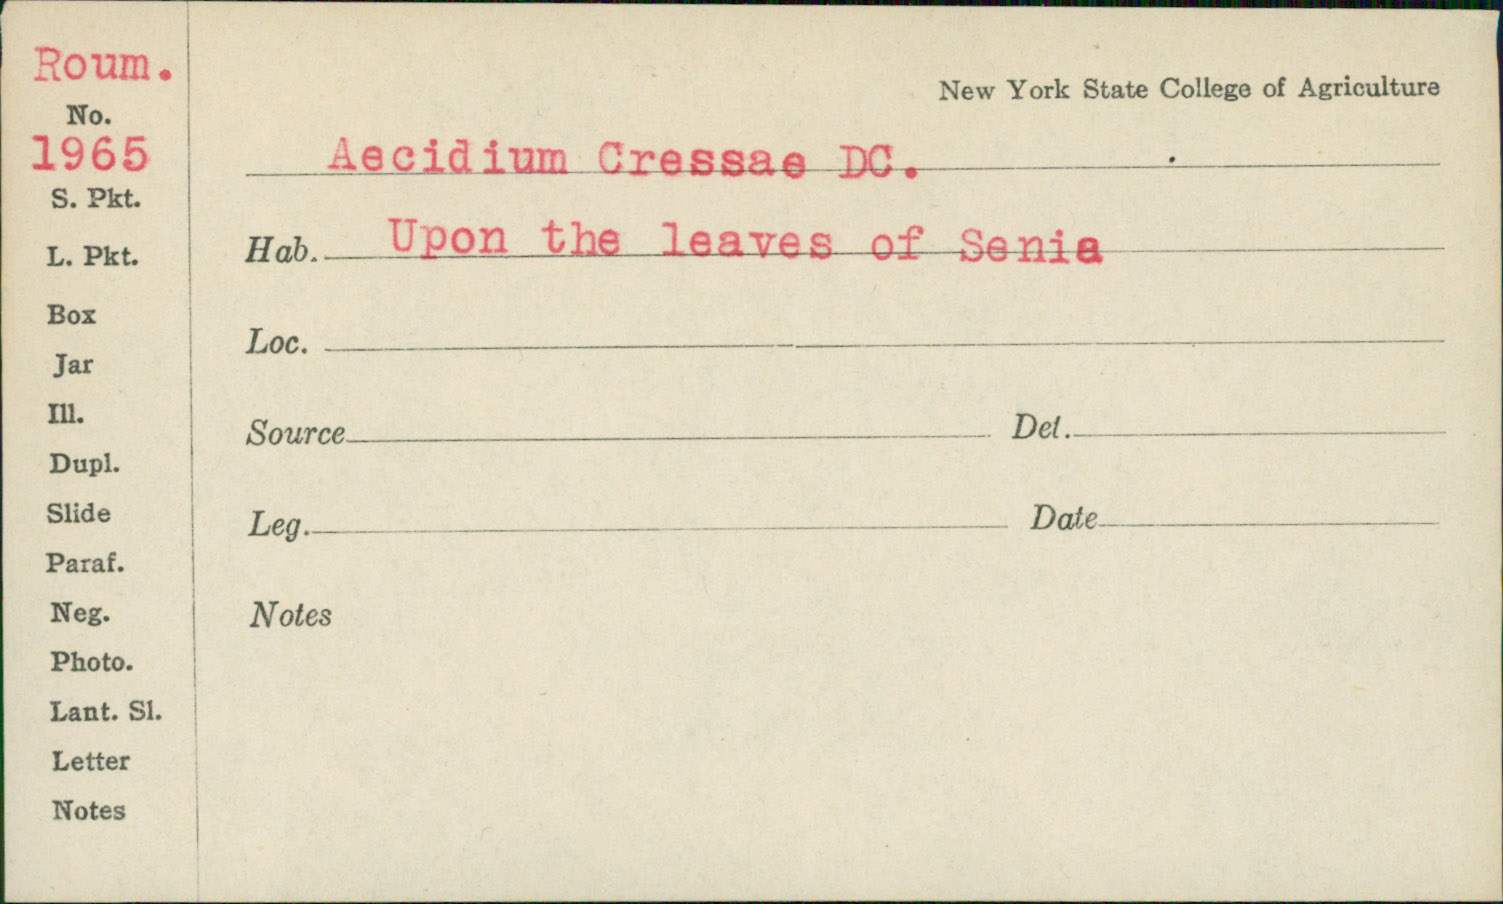 Roum.
No.
1965
S. Pkt.
L. Pkt.
Box
Jar
Ill.
Dupl.
Slide
Paraf.
Neg.
Photo.
Lant. Sl.
Letter
Notes
New York State College of Agriculture
Aecidium Cressae DC.
Hab. Upon the leaves of Senia
Loc.
Source Det.
Leg. Date
Notes